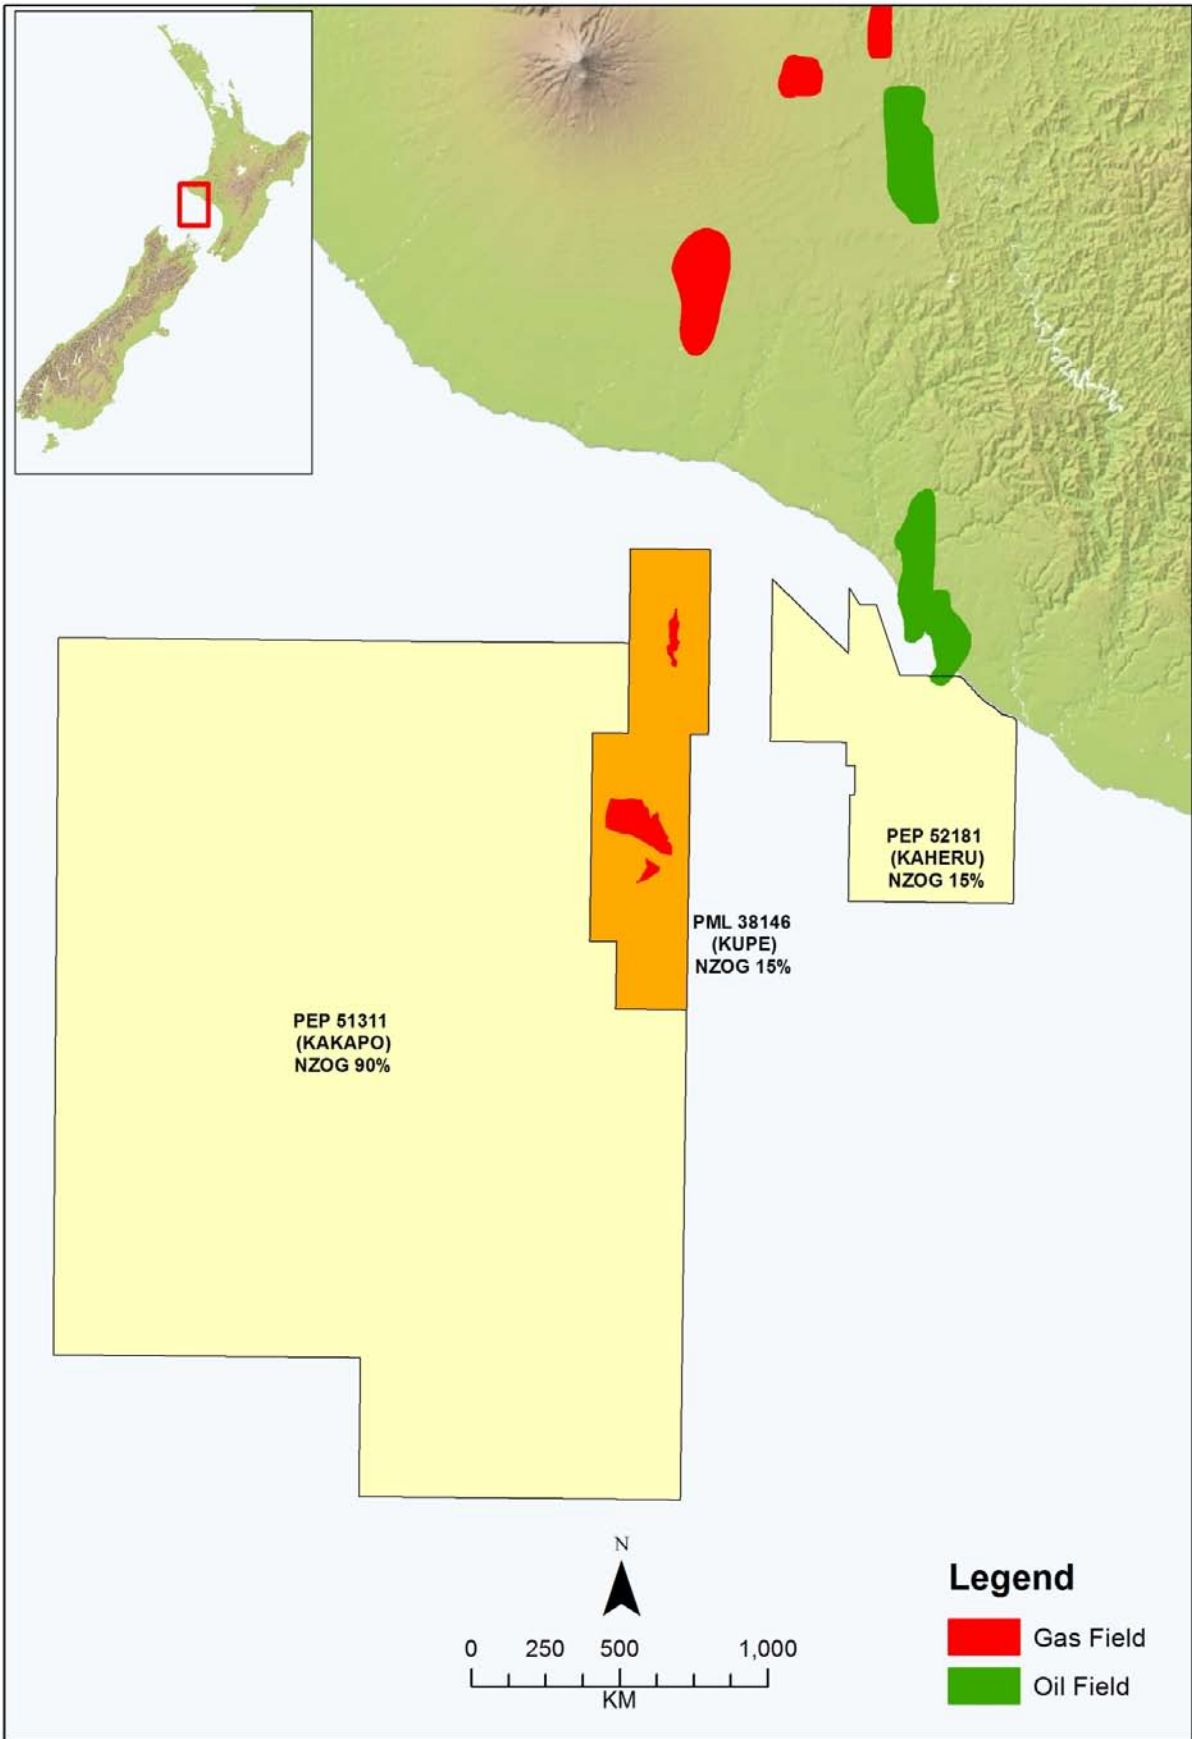 PEP 52181
(KAHERU)
NZOG 15%
PML 38146
(KUPE)
NZOG 15%
PEP 51311
(KAKAPO)
NZOG 90%
N
0 250 500 1,000
KM
Legend
Gas Field
Oil Field